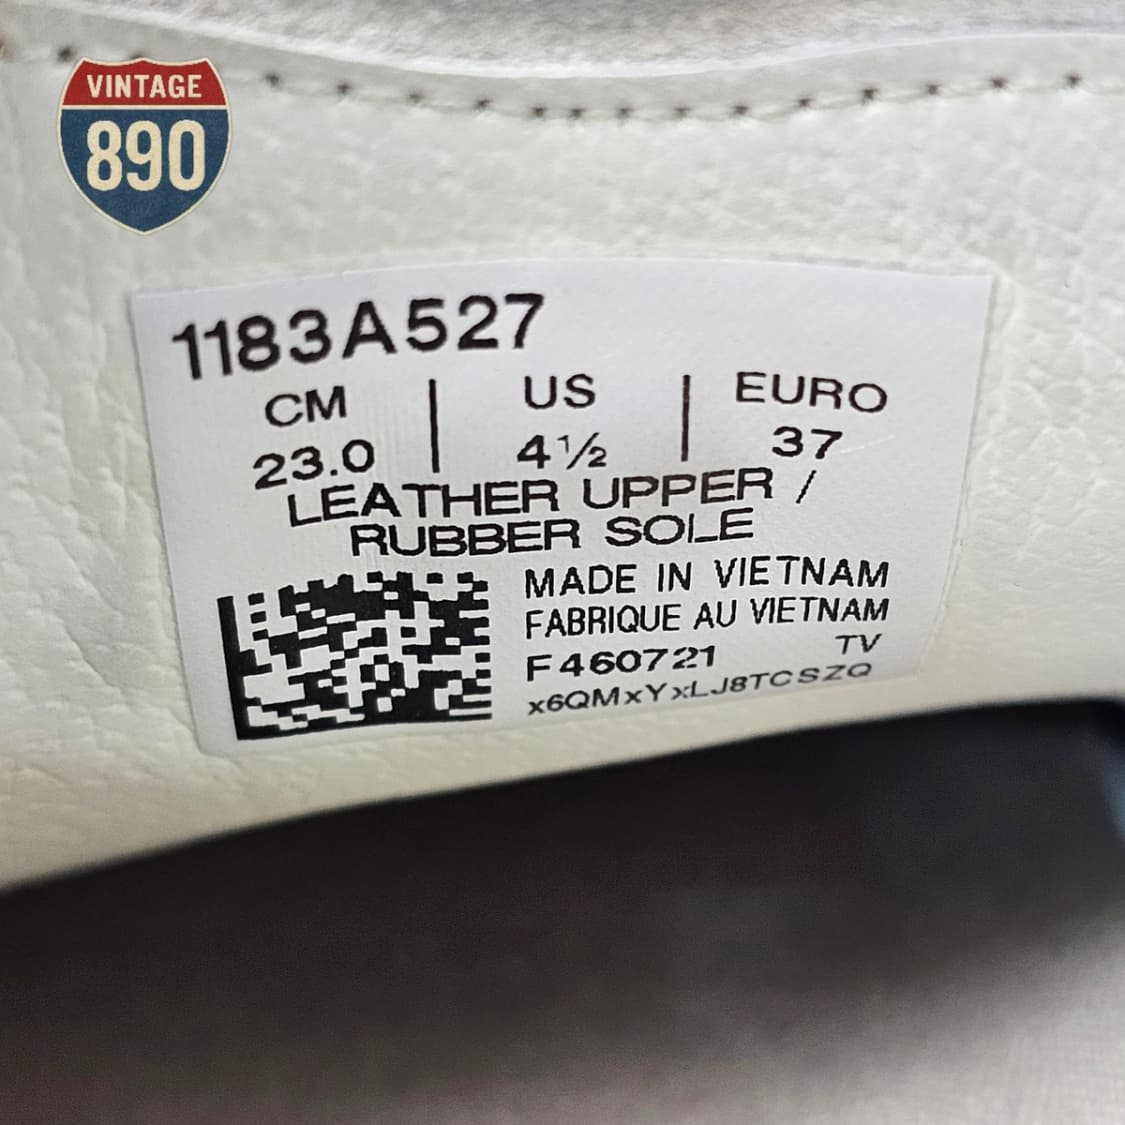 VINTAGE
890
1183A527
CM | US | EURO
23.0 | 4½ | 37
LEATHER UPPER /
RUBBER SOLE
MADE IN VIETNAM
FABRIQUE AU VIETNAM
TV
F460721
x6QMxYxLJ8TCSZQ